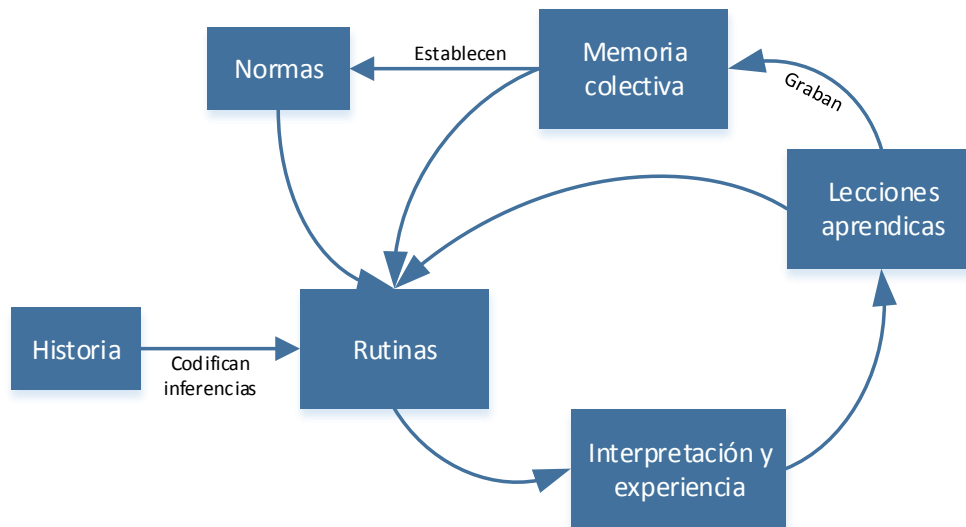 Normas
Establecen
Memoria
colectiva
Graban
Lecciones
aprendicas
Historia
Codifican
inferencias
Rutinas
Interpretación y
experiencia